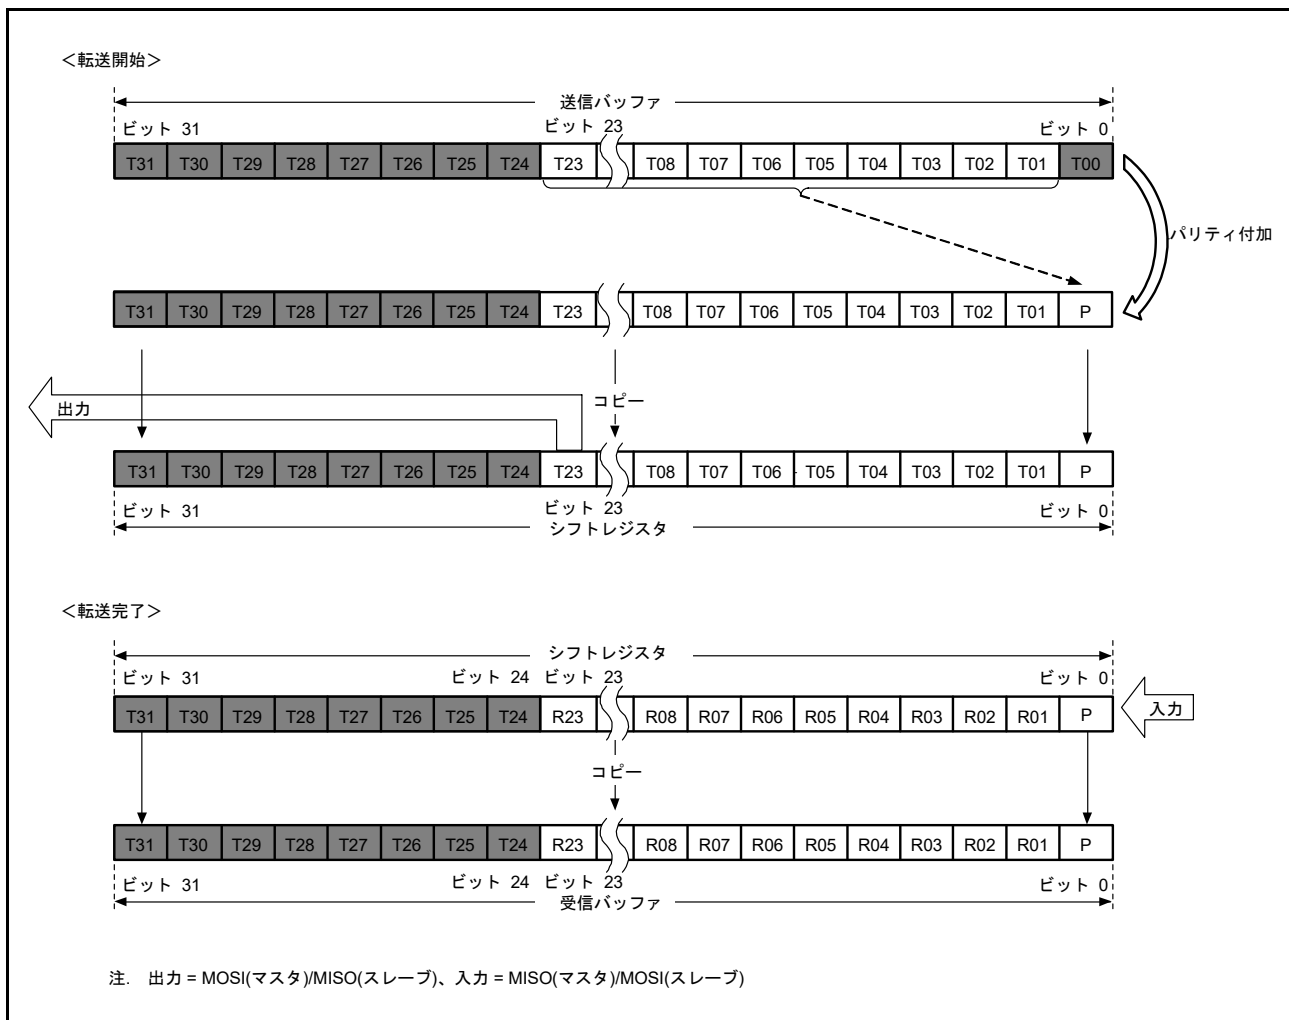 ＜転送開始＞
送信バッファ
ビット 31 ビット 23 ビット 0
T31 T30 T29 T28 T27 T26 T25 T24 T23 T08 T07 T06 T05 T04 T03 T02 T01 T00
パリティ付加
T31 T30 T29 T28 T27 T26 T25 T24 T23 T08 T07 T06 T05 T04 T03 T02 T01 P
コピー
出力
T31 T30 T29 T28 T27 T26 T25 T24 T23 T08 T07 T06 T05 T04 T03 T02 T01 P
ビット 31 ビット 23 ビット 0
シフトレジスタ
＜転送完了＞
シフトレジスタ
ビット 31 ビット 24 ビット 23 ビット 0
T31 T30 T29 T28 T27 T26 T25 T24 R23 R08 R07 R06 R05 R04 R03 R02 R01 P
入力
コピー
T31 T30 T29 T28 T27 T26 T25 T24 R23 R08 R07 R06 R05 R04 R03 R02 R01 P
ビット 31 ビット 24 ビット 23 ビット 0
受信バッファ
注. 出力 = MOSI(マスタ)/MISO(スレーブ)、入力 = MISO(マスタ)/MOSI(スレーブ)